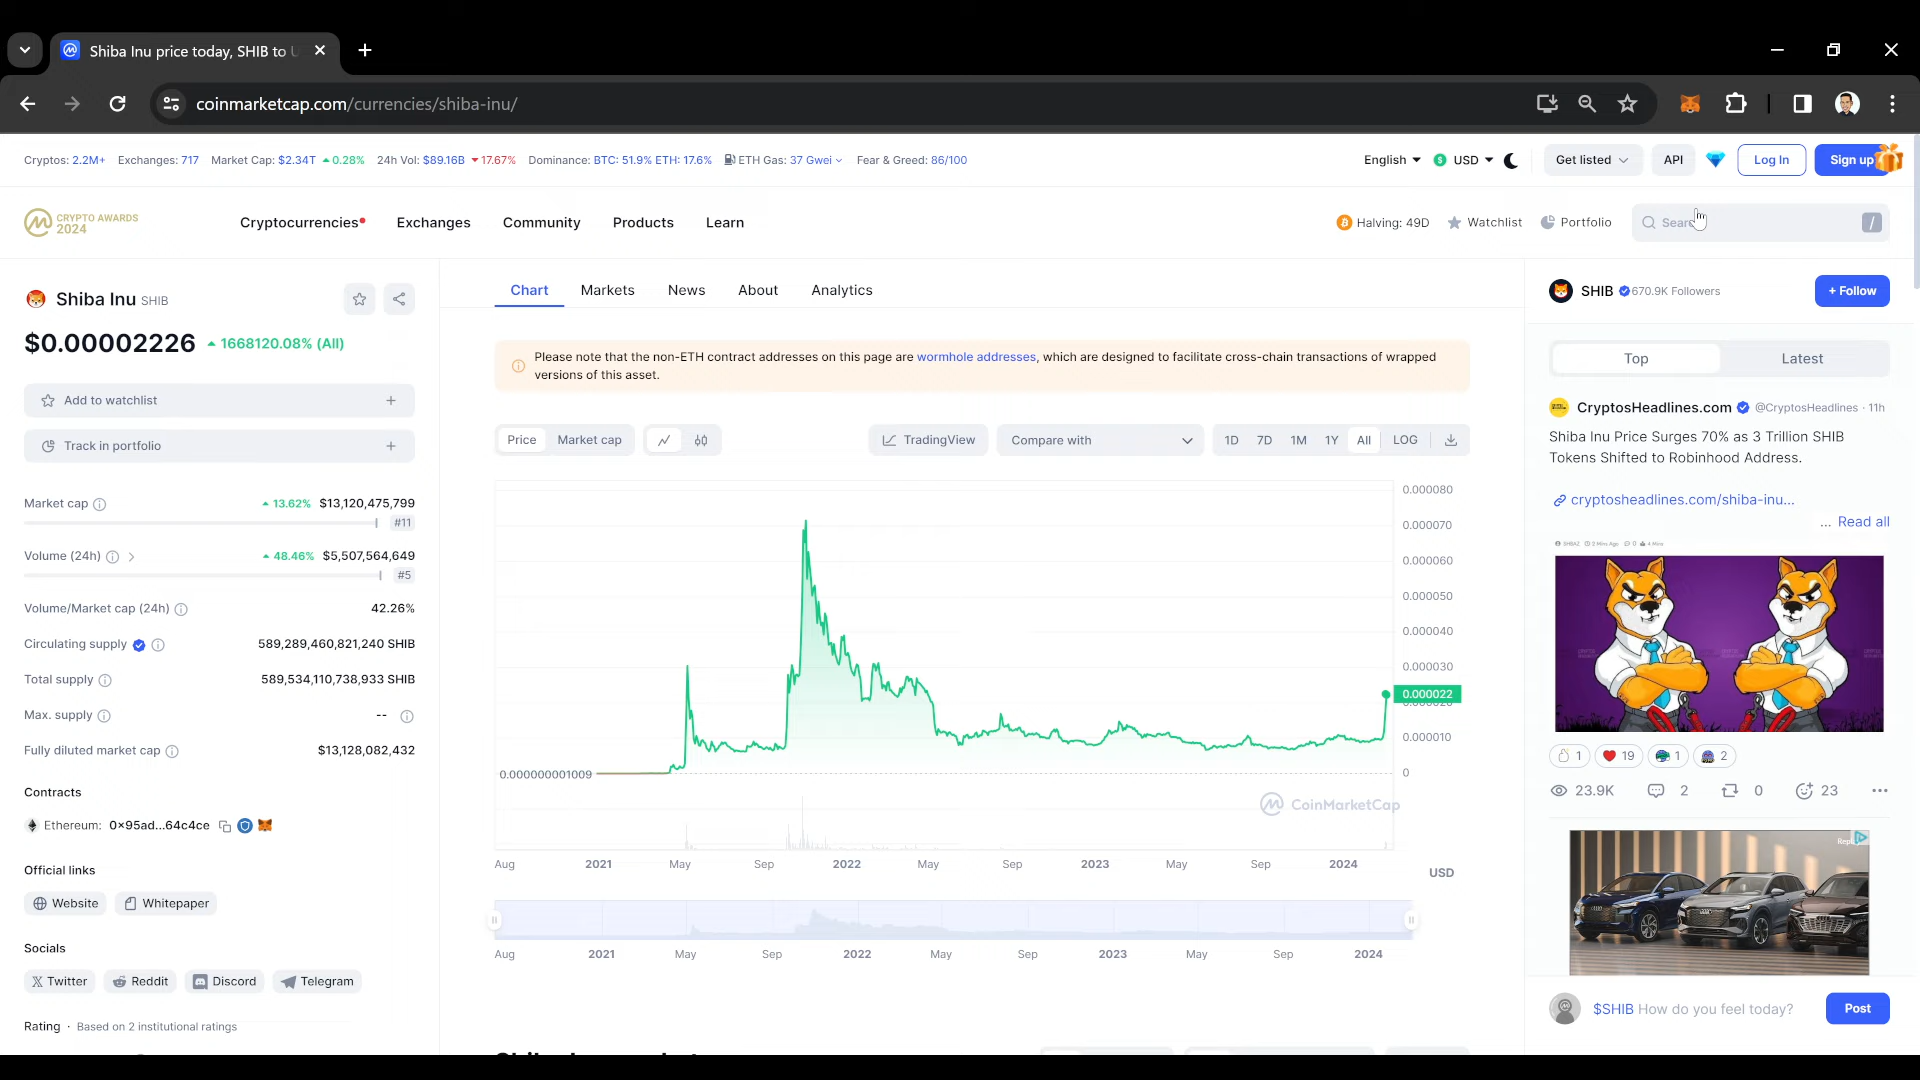 Shiba Inu price today, SHIB to U
coinmarketcap.com/currencies/shiba-inu/
Cryptos: 2.2M+ Exchanges: 717 Market Cap: $2.34T 0.28% 24h Vol: $89.16B 17.67% Dominance: BTC: 51.9% ETH: 17.6% ETH Gas: 37 Gwei Fear & Greed: 86/100
English USD Get listed API Log In Sign up
CRYPTO AWARDS
2024
Cryptocurrencies Exchanges Community Products Learn
Halving: 49D Watchlist Portfolio Sear /
Shiba Inu SHIB
$0.00002226 1668120.08% (All)
Add to watchlist +
Track in portfolio +
Market cap 13.62% $13,120,475,799
#11
Volume (24h) 48.46% $5,507,564,649
#5
Volume/Market cap (24h) 42.26%
Circulating supply 589,289,460,821,240 SHIB
Total supply 589,534,110,738,933 SHIB
Max. supply --
Fully diluted market cap $13,128,082,432
Contracts
Ethereum: 0x95ad...64c4ce
Official links
Website Whitepaper
Socials
Twitter Reddit Discord Telegram
Rating · Based on 2 institutional ratings
Chart Markets News About Analytics
Please note that the non-ETH contract addresses on this page are wormhole addresses, which are designed to facilitate cross-chain transactions of wrapped
versions of this asset.
Price Market cap TradingView Compare with 1D 7D 1M 1Y All LOG
0.000080
0.000070
0.000060
0.000050
0.000040
0.000030
0.000022
0.000010
0.000000001009 0
CoinMarketCap
Aug 2021 May Sep 2022 May Sep 2023 May Sep 2024
USD
Aug 2021 May Sep 2022 May Sep 2023 May Sep 2024
SHIB 670.9K Followers + Follow
Top Latest
CryptosHeadlines.com @CryptosHeadlines · 11h
Shiba Inu Price Surges 70% as 3 Trillion SHIB
Tokens Shifted to Robinhood Address.
cryptosheadlines.com/shiba-inu...
... Read all
1 19 1 2
23.9K 2 0 23
$SHIB How do you feel today? Post